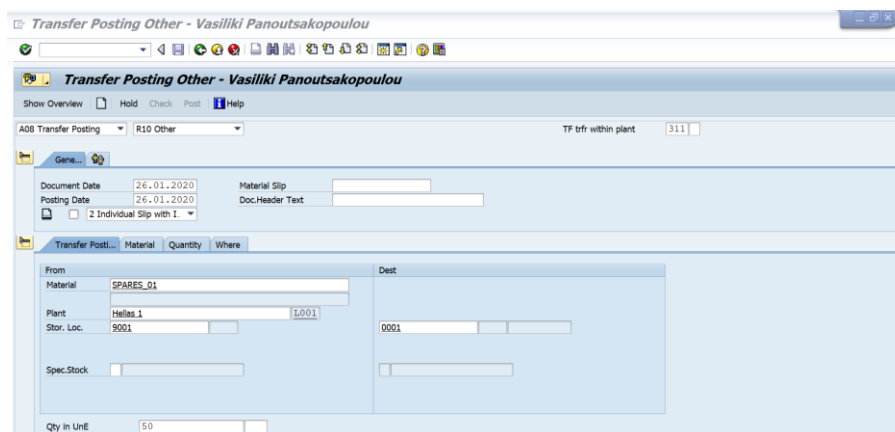 Transfer Posting Other - Vasiliki Panoutsakopoulou
Transfer Posting Other - Vasiliki Panoutsakopoulou
Show Overview Hold Check Post Help
A08 Transfer Posting R10 Other TF trfr within plant 311
Gene...
Document Date 26.01.2020 Material Slip
Posting Date 26.01.2020 Doc.Header Text
2 Individual Slip with I.
Transfer Posti... Material Quantity Where
From Dest
Material SPARES_01
Plant Hellas 1 L001
Stor. Loc. 9001 0001
Spec.Stock
Qty in UnE 50